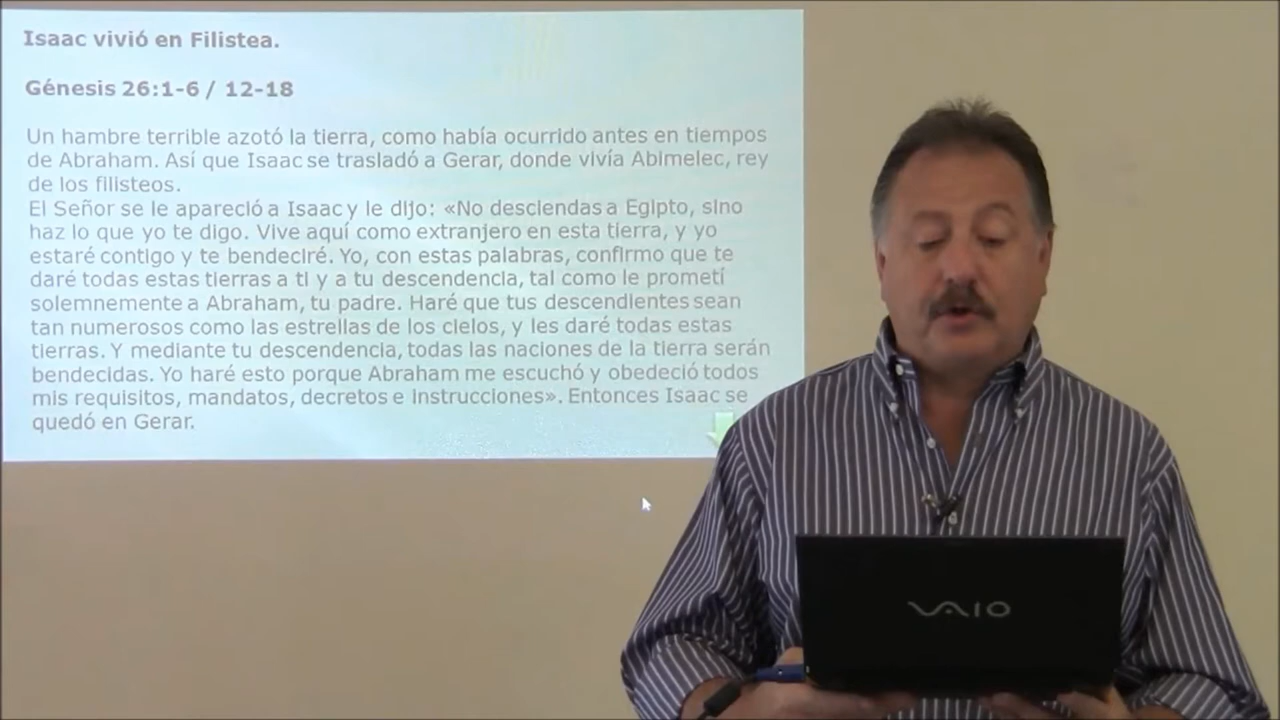 Isaac vivió en Filistea.
Génesis 26:1-6 / 12-18
Un hambre terrible azotó la tierra, como había ocurrido antes en tiempos
de Abraham. Así que Isaac se trasladó a Gerar, donde vivía Abimelec, rey
de los filisteos.
El Señor se le apareció a Isaac y le dijo: «No desciendas a Egipto, sino
haz lo que yo te digo. Vive aquí como extranjero en esta tierra, y yo
estaré contigo y te bendeciré. Yo, con estas palabras, confirmo que te
daré todas estas tierras a ti y a tu descendencia, tal como le prometí
solemnemente a Abraham, tu padre. Haré que tus descendientes sean
tan numerosos como las estrellas de los cielos, y les daré todas estas
tierras. Y mediante tu descendencia, todas las naciones de la tierra serán
bendecidas. Yo haré esto porque Abraham me escuchó y obedeció todos
mis requisitos, mandatos, decretos e instrucciones». Entonces Isaac se
quedó en Gerar.
VAIO